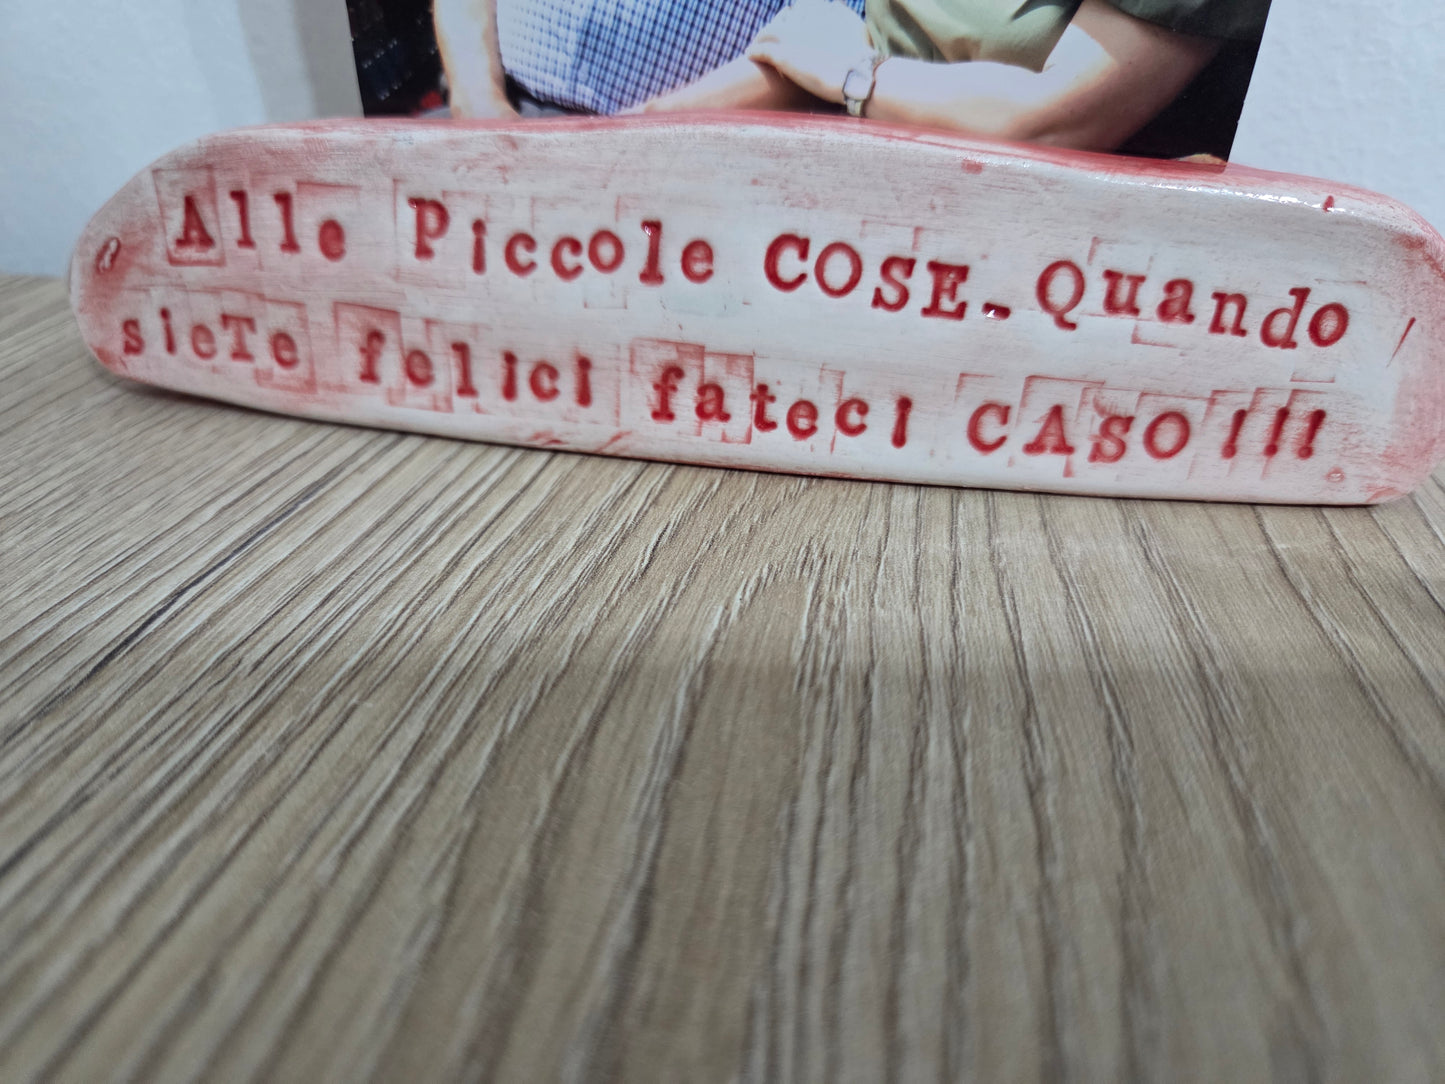 Alle Piccole COSE. Quando
sieTe felici fateci CASO!!!